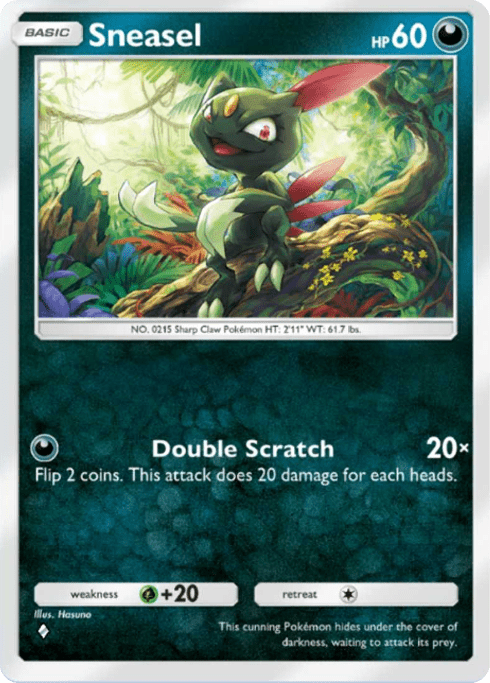 BASIC Sneasel HP 60
NO. 0215 Sharp Claw Pokémon HT: 2'11" WT: 61.7 lbs.
Double Scratch 20×
Flip 2 coins. This attack does 20 damage for each heads.
weakness +20 retreat
Illus. Hasuno
This cunning Pokémon hides under the cover of
darkness, waiting to attack its prey.